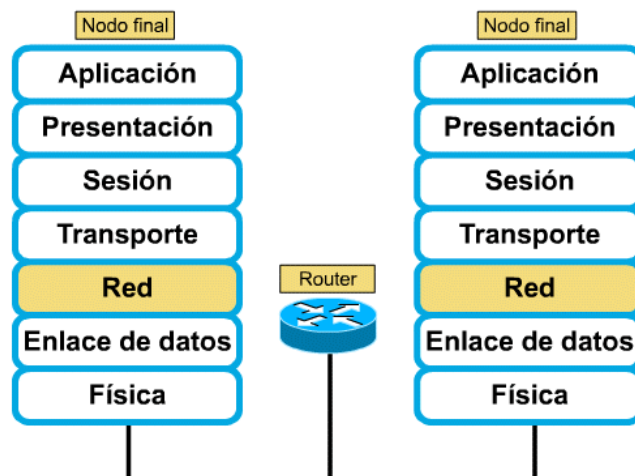 Nodo final
Aplicación
Presentación
Sesión
Transporte
Red
Enlace de datos
Física
Router
Nodo final
Aplicación
Presentación
Sesión
Transporte
Red
Enlace de datos
Física